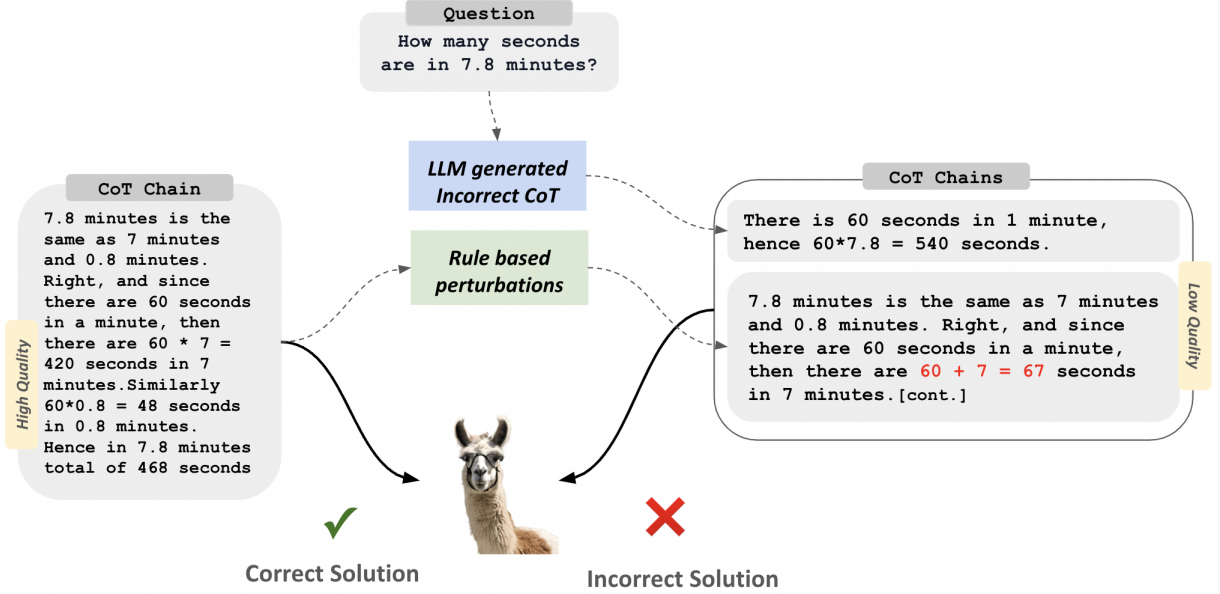 Question
How many seconds
are in 7.8 minutes?
LLM generated
Incorrect CoT
Rule based
perturbations
CoT Chain
7.8 minutes is the
same as 7 minutes
and 0.8 minutes.
Right, and since
there are 60 seconds
in a minute, then
there are 60 * 7 =
420 seconds in 7
minutes.Similarly
60*0.8 = 48 seconds
in 0.8 minutes.
Hence in 7.8 minutes
total of 468 seconds
High Quality
CoT Chains
There is 60 seconds in 1 minute,
hence 60*7.8 = 540 seconds.
7.8 minutes is the same as 7 minutes
and 0.8 minutes. Right, and since
there are 60 seconds in a minute,
then there are 60 + 7 = 67 seconds
in 7 minutes.[cont.]
Low Quality
Correct Solution
Incorrect Solution